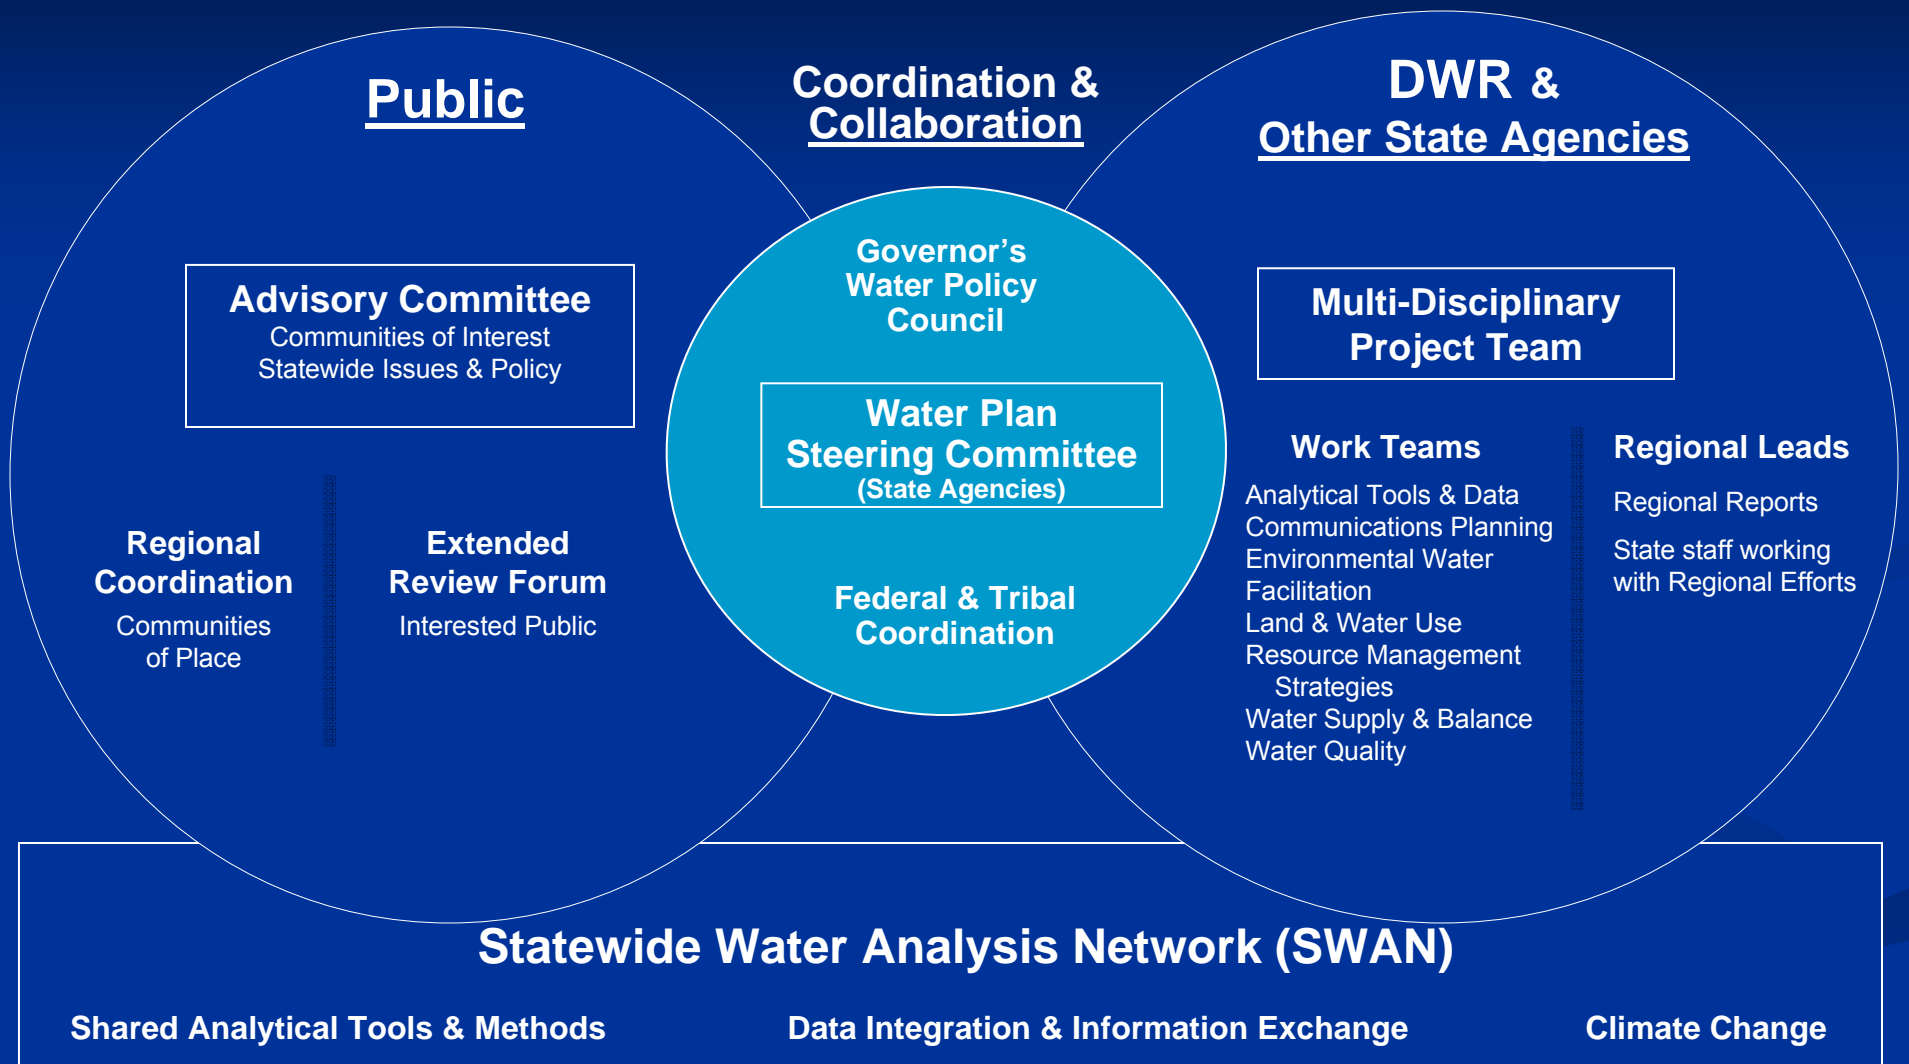 Public
Advisory Committee
Communities of Interest
Statewide Issues & Policy
Regional
Coordination
Communities
of Place
Extended
Review Forum
Interested Public
Coordination &
Collaboration
Governor's
Water Policy
Council
Water Plan
Steering Committee
(State Agencies)
Federal & Tribal
Coordination
DWR &
Other State Agencies
Multi-Disciplinary
Project Team
Work Teams
Analytical Tools & Data
Communications Planning
Environmental Water
Facilitation
Land & Water Use
Resource Management
Strategies
Water Supply & Balance
Water Quality
Regional Leads
Regional Reports
State staff working
with Regional Efforts
Statewide Water Analysis Network (SWAN)
Shared Analytical Tools & Methods
Data Integration & Information Exchange
Climate Change